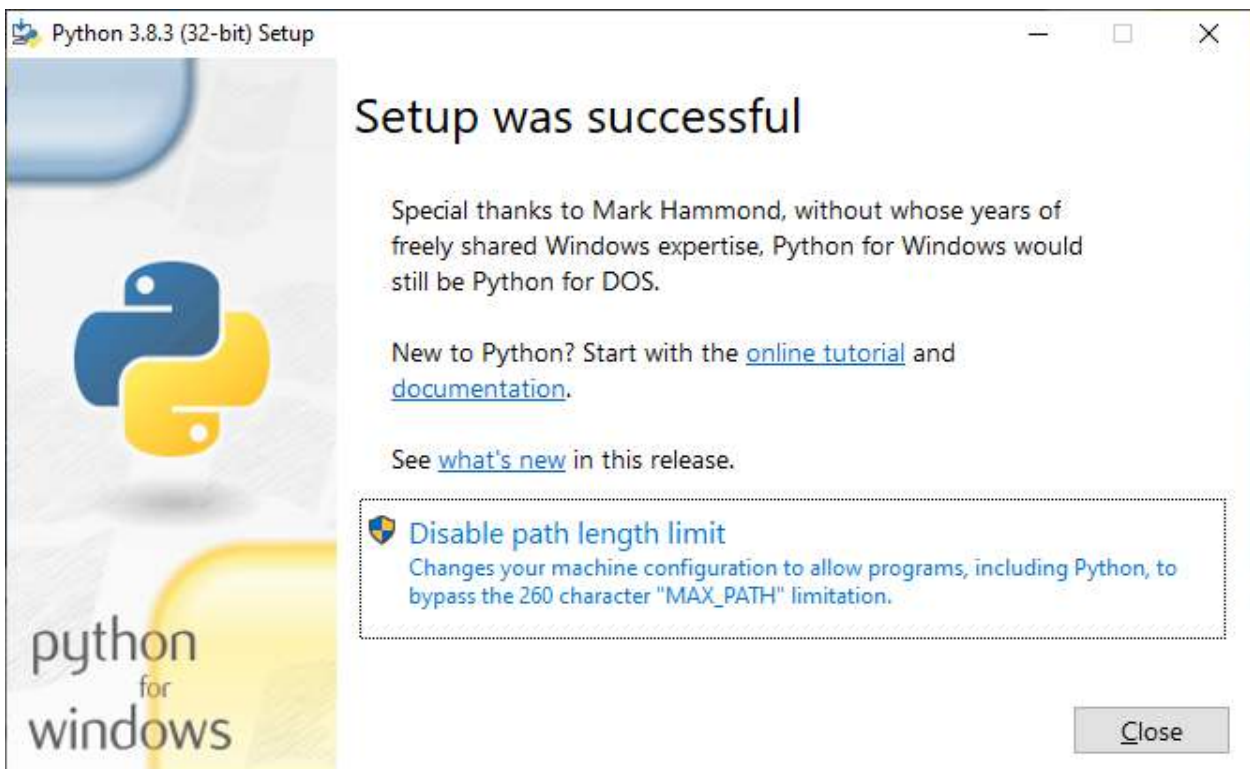 Python 3.8.3 (32-bit) Setup
Setup was successful
Special thanks to Mark Hammond, without whose years of
freely shared Windows expertise, Python for Windows would
still be Python for DOS.
New to Python? Start with the online tutorial and
documentation.
See what's new in this release.
Disable path length limit
Changes your machine configuration to allow programs, including Python, to
bypass the 260 character "MAX_PATH" limitation.
python
for
windows
Close